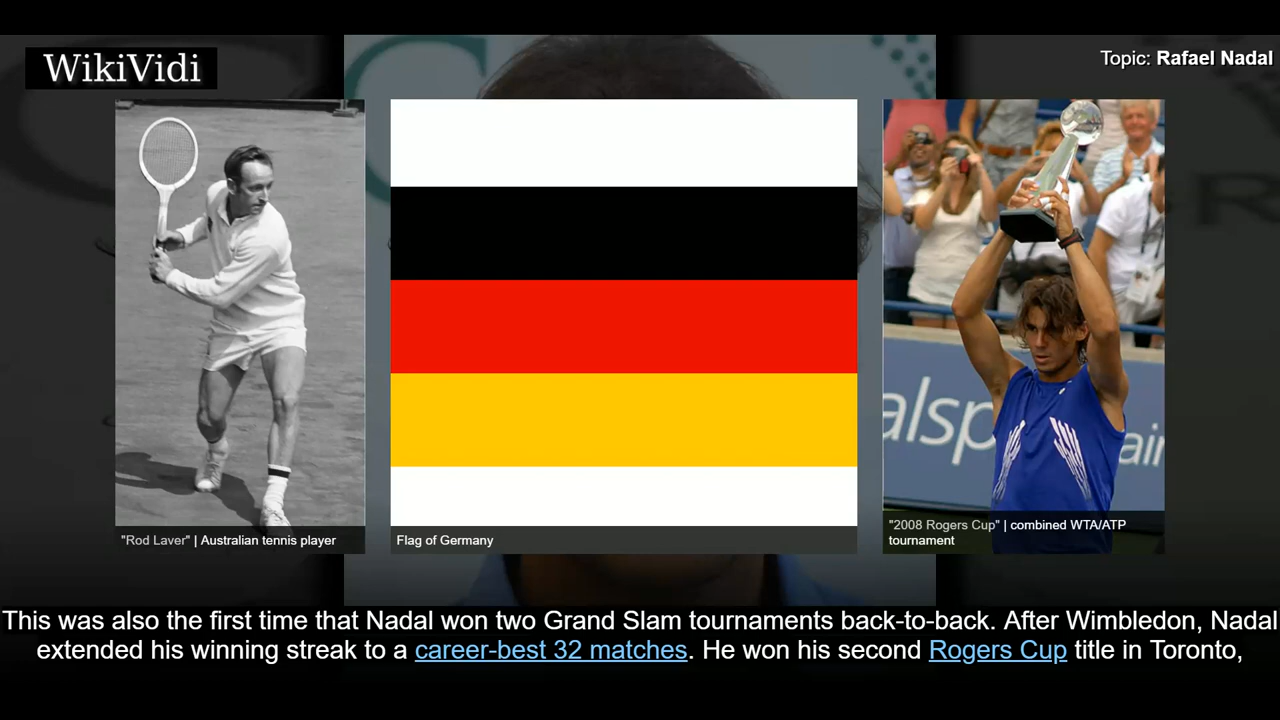 WikiVidi
Topic: Rafael Nadal
alsp
air
"Rod Laver" | Australian tennis player
Flag of Germany
"2008 Rogers Cup" | combined WTA/ATP
tournament
This was also the first time that Nadal won two Grand Slam tournaments back-to-back. After Wimbledon, Nadal
extended his winning streak to a career-best 32 matches. He won his second Rogers Cup title in Toronto,